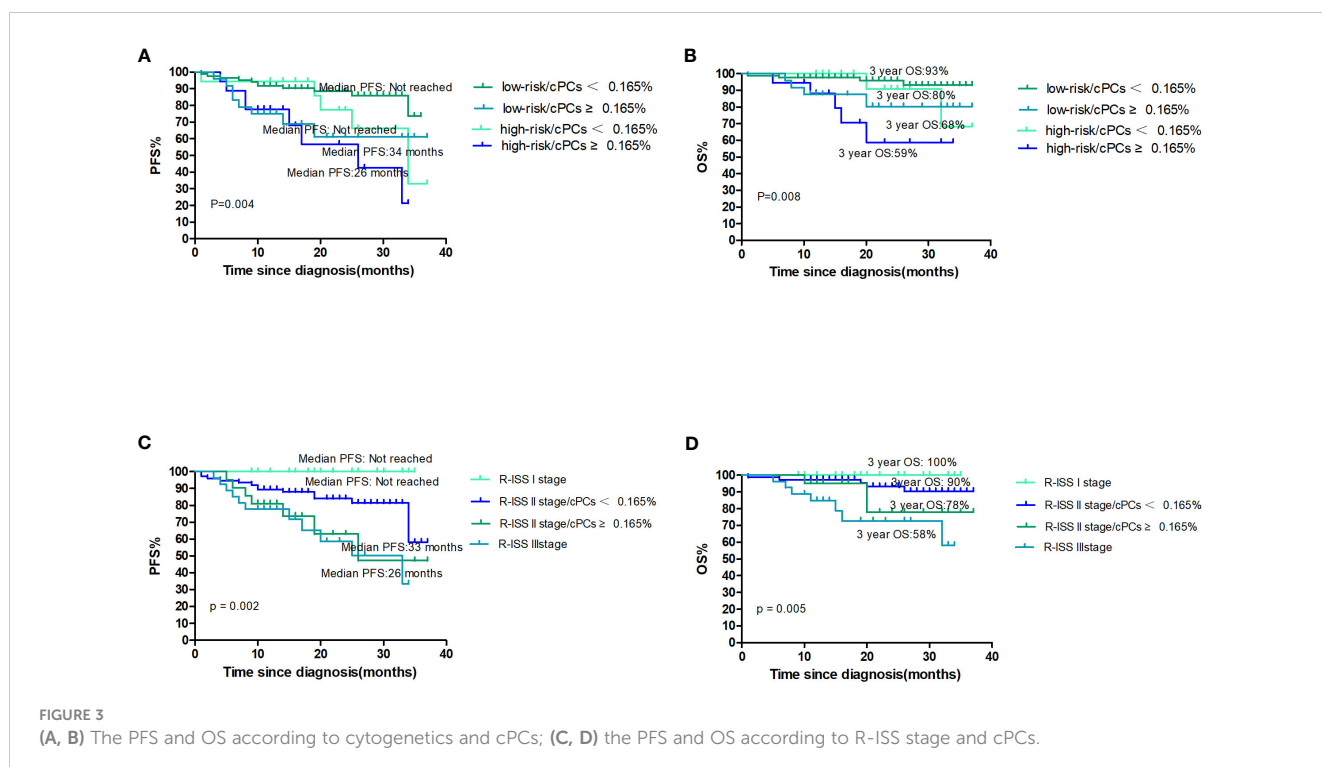 A
100
90
80
70
60
50
40
30
20
10
0
PFS%
0
10
20
30
40
Time since diagnosis(months)
Median PFS: Not reached
Median PFS: Not reached
Median PFS:34 months
Median PFS:26 months
P=0.004
low-risk/cPCs < 0.165%
low-risk/cPCs ≥ 0.165%
high-risk/cPCs < 0.165%
high-risk/cPCs ≥ 0.165%
B
100
90
80
70
60
50
40
30
20
10
0
OS%
0
10
20
30
40
Time since diagnosis(months)
3 year OS:93%
3 year OS:80%
3 year OS:68%
3 year OS:59%
P=0.008
low-risk/cPCs < 0.165%
low-risk/cPCs ≥ 0.165%
high-risk/cPCs < 0.165%
high-risk/cPCs ≥ 0.165%
C
100
90
80
70
60
50
40
30
20
10
0
PFS%
0
10
20
30
40
Time since diagnosis(months)
Median PFS: Not reached
Median PFS: Not reached
Median PFS:33 months
Median PFS:26 months
p = 0.002
R-ISS I stage
R-ISS II stage/cPCs < 0.165%
R-ISS II stage/cPCs ≥ 0.165%
R-ISS IIIstage
D
100
90
80
70
60
50
40
30
20
10
0
OS%
0
10
20
30
40
Time since diagnosis(months)
3 year OS: 100%
3 year OS: 90%
3 year OS:78%
3 year OS:58%
p = 0.005
R-ISS I stage
R-ISS II stage/cPCs < 0.165%
R-ISS II stage/cPCs ≥ 0.165%
R-ISS IIIstage
FIGURE 3
(A, B) The PFS and OS according to cytogenetics and cPCs; (C, D) the PFS and OS according to R-ISS stage and cPCs.